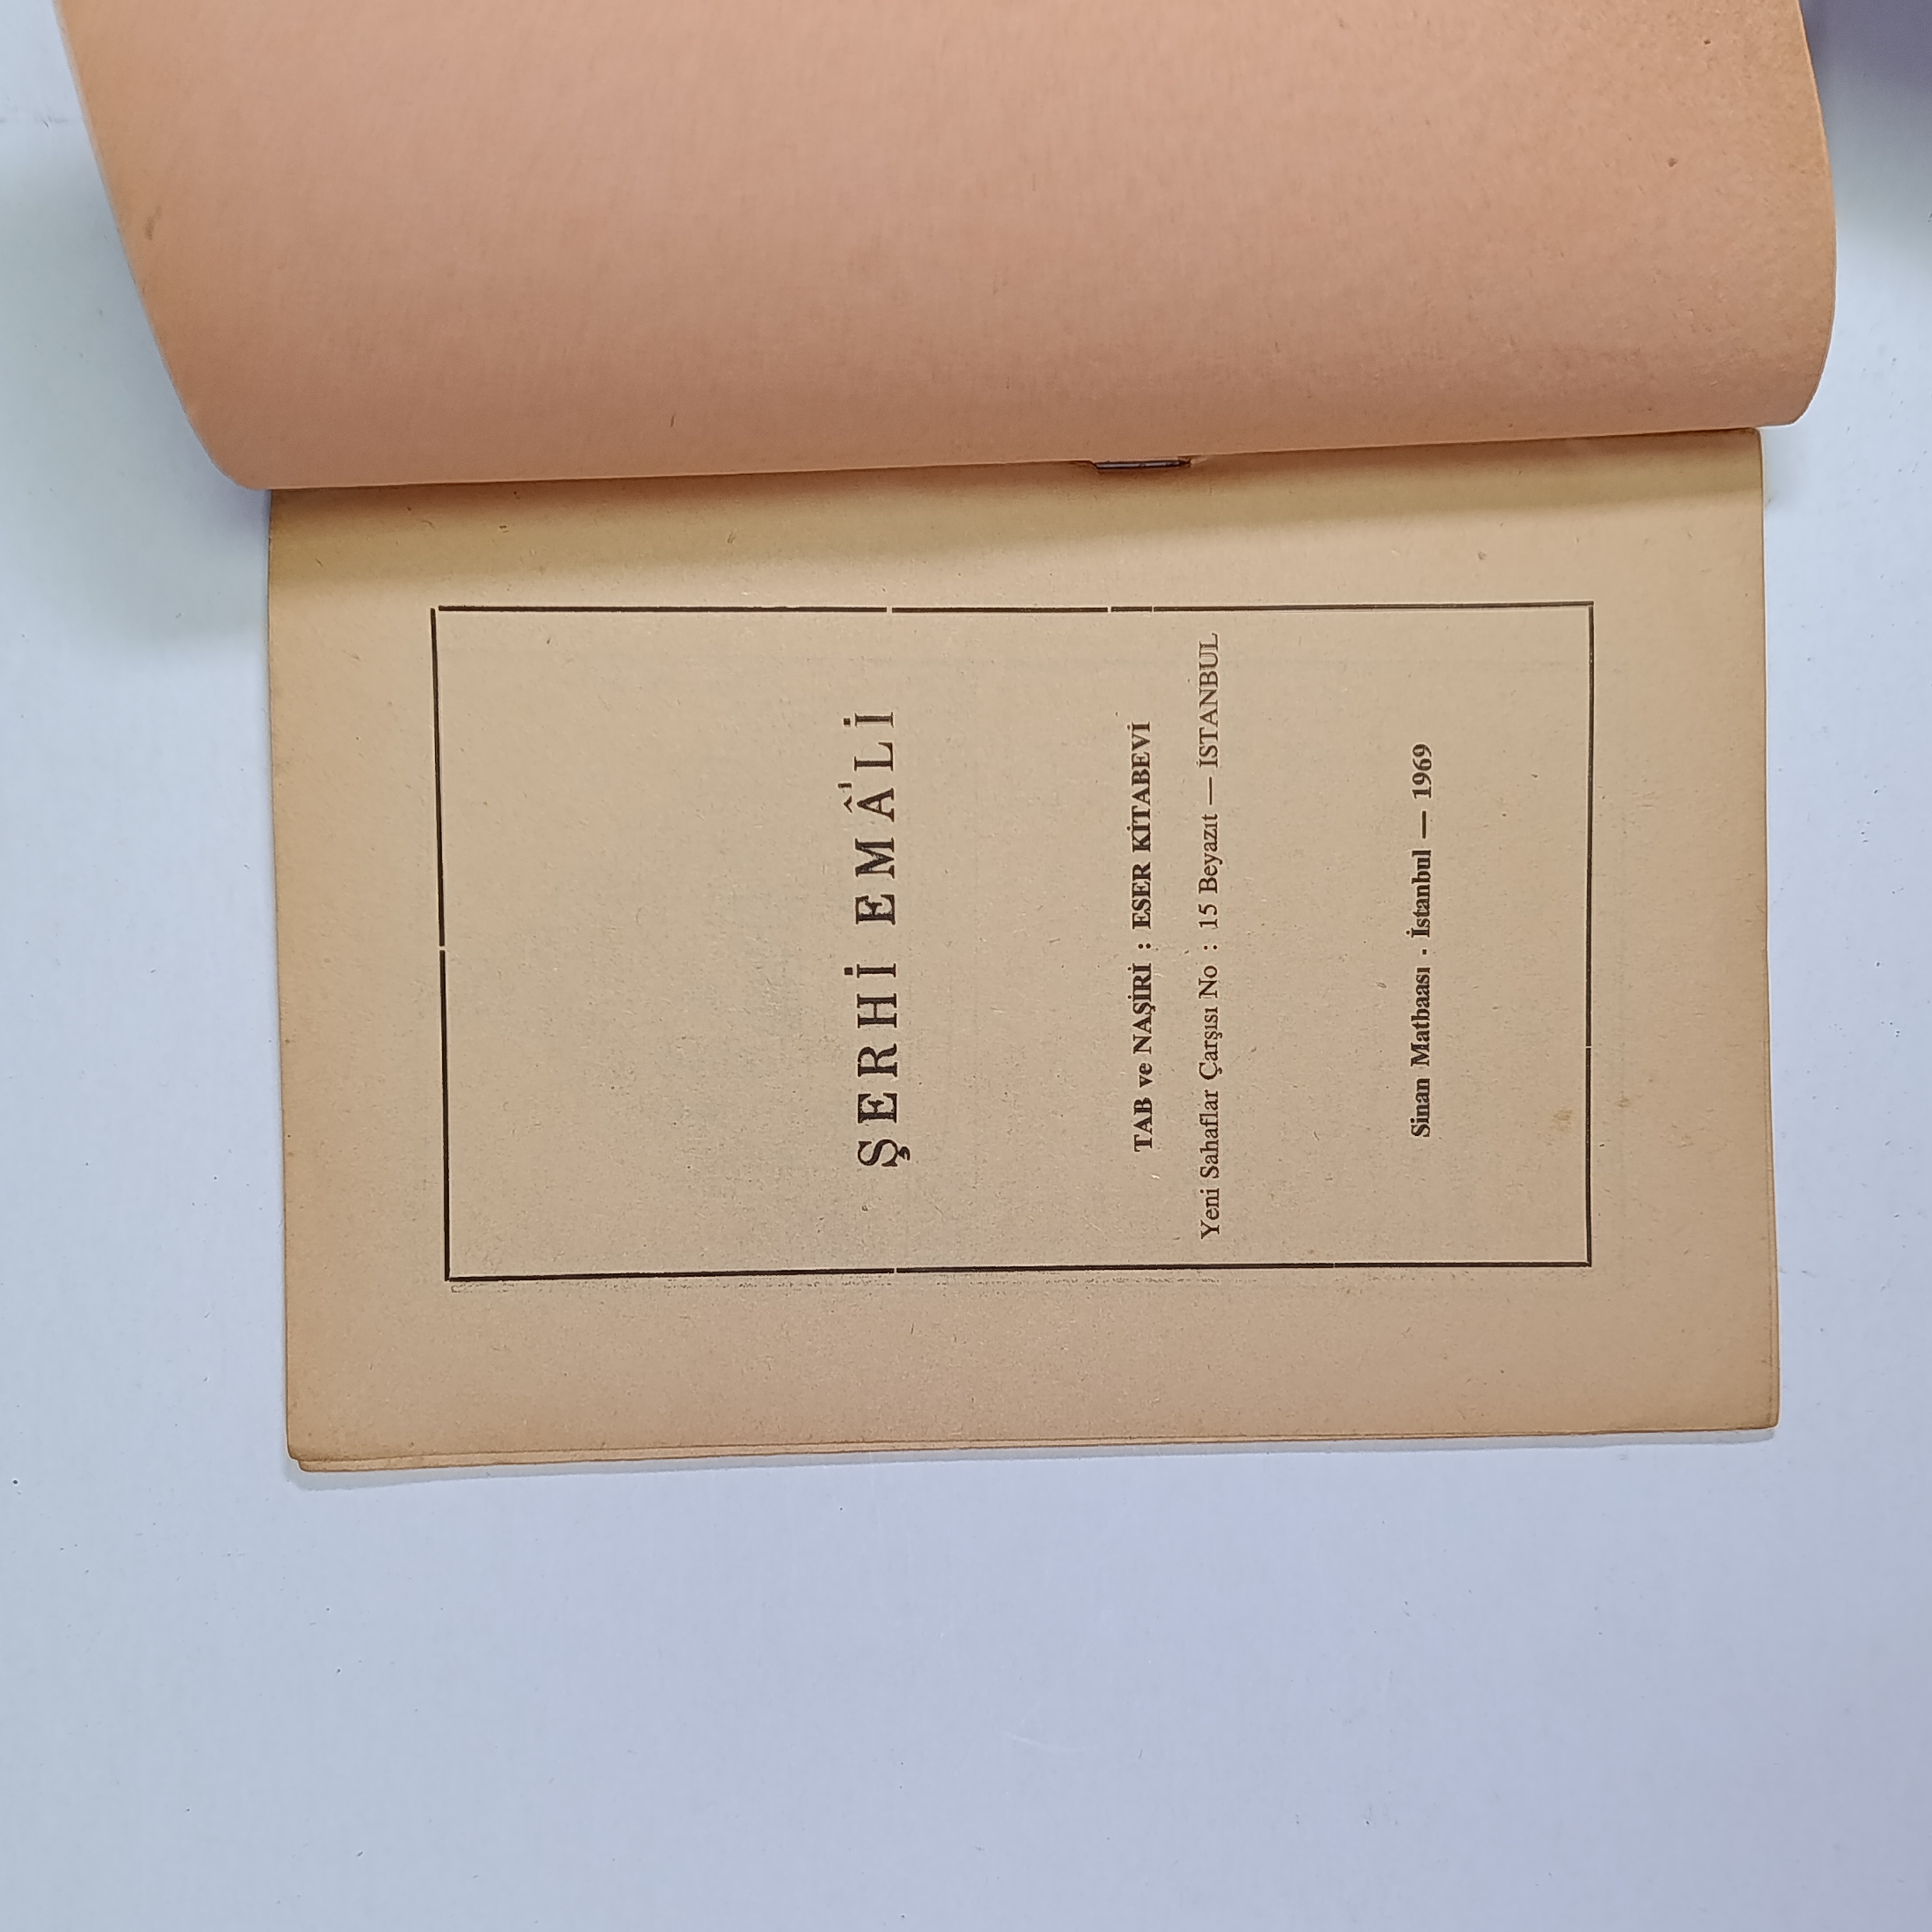 ŞERHİ EMÂLİ
TAB ve NAŞİRİ : ESER KİTABEVİ
Yeni Sahaflar Çarşısı No : 15 Beyazıt — İSTANBUL
Sinan Matbaası . İstanbul — 1969